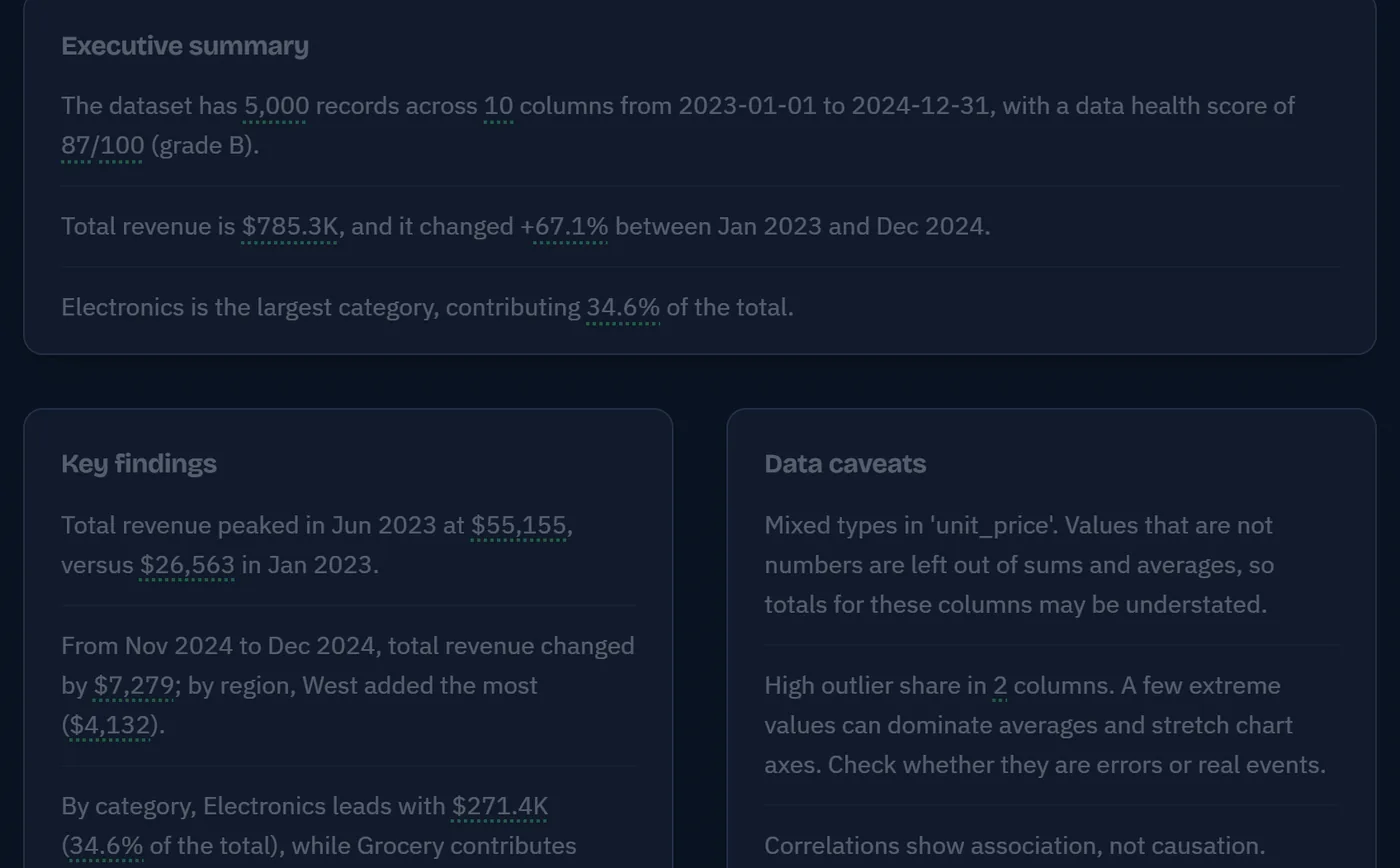 Executive summary
The dataset has 5,000 records across 10 columns from 2023-01-01 to 2024-12-31, with a data health score of
87/100 (grade B).
Total revenue is $785.3K, and it changed +67.1% between Jan 2023 and Dec 2024.
Electronics is the largest category, contributing 34.6% of the total.
Key findings
Total revenue peaked in Jun 2023 at $55,155,
versus $26,563 in Jan 2023.
From Nov 2024 to Dec 2024, total revenue changed
by $7,279; by region, West added the most
($4,132).
By category, Electronics leads with $271.4K
(34.6% of the total), while Grocery contributes
Data caveats
Mixed types in 'unit_price'. Values that are not
numbers are left out of sums and averages, so
totals for these columns may be understated.
High outlier share in 2 columns. A few extreme
values can dominate averages and stretch chart
axes. Check whether they are errors or real events.
Correlations show association, not causation.